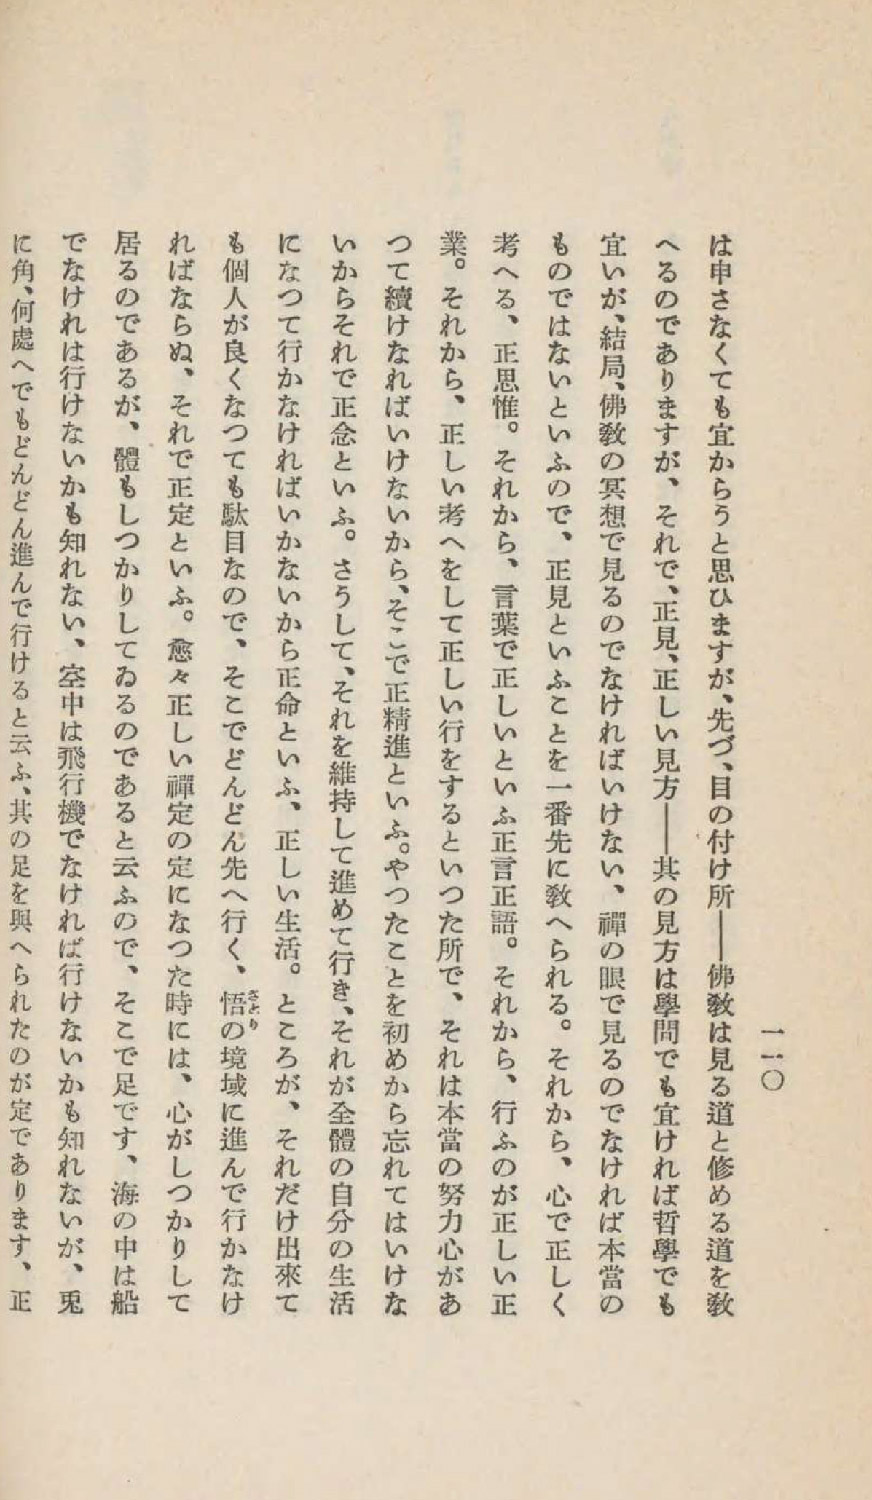 一一〇
は申さなくても宜からうと思ひますが、先づ、目の付け所――佛敎は見る道と修める道を敎
へるのでありますが、それで、正見、正しい見方――其の見方は學問でも宜ければ哲學でも
宜いが、結局、佛敎の冥想で見るのでなければいけない、禪の眼で見るのでなければ本當の
ものではないといふので、正見といふことを一番先に敎へられる。それから、心で正しく
考へる、正思惟。それから、言葉で正しいといふ正言正語。それから、行ふのが正しい正
業。それから、正しい考へをして正しい行をするといつた所で、それは本當の努力心があ
つて續けなればいけないから、そこで正精進といふ。やつたことを初めから忘れてはいけな
いからそれで正念といふ。さうして、それを維持して進めて行き、それが全體の自分の生活
になつて行かなければいかないから正命といふ、正しい生活。ところが、それだけ出來て
も個人が良くなつても駄目なので、そこでどんどん先へ行く、悟さとりの境域に進んで行かなけ
ればならぬ、それで正定といふ。愈々正しい禪定の定になつた時には、心がしつかりして
居るのであるが、體もしつかりしてゐるのであると云ふので、そこで足です、海の中は船
でなけれは行けないかも知れない、空中は飛行機でなければ行けないかも知れないが、兎
に角、何處へでもどんどん進んで行けると云ふ、其の足を與へられたのが定であります、正